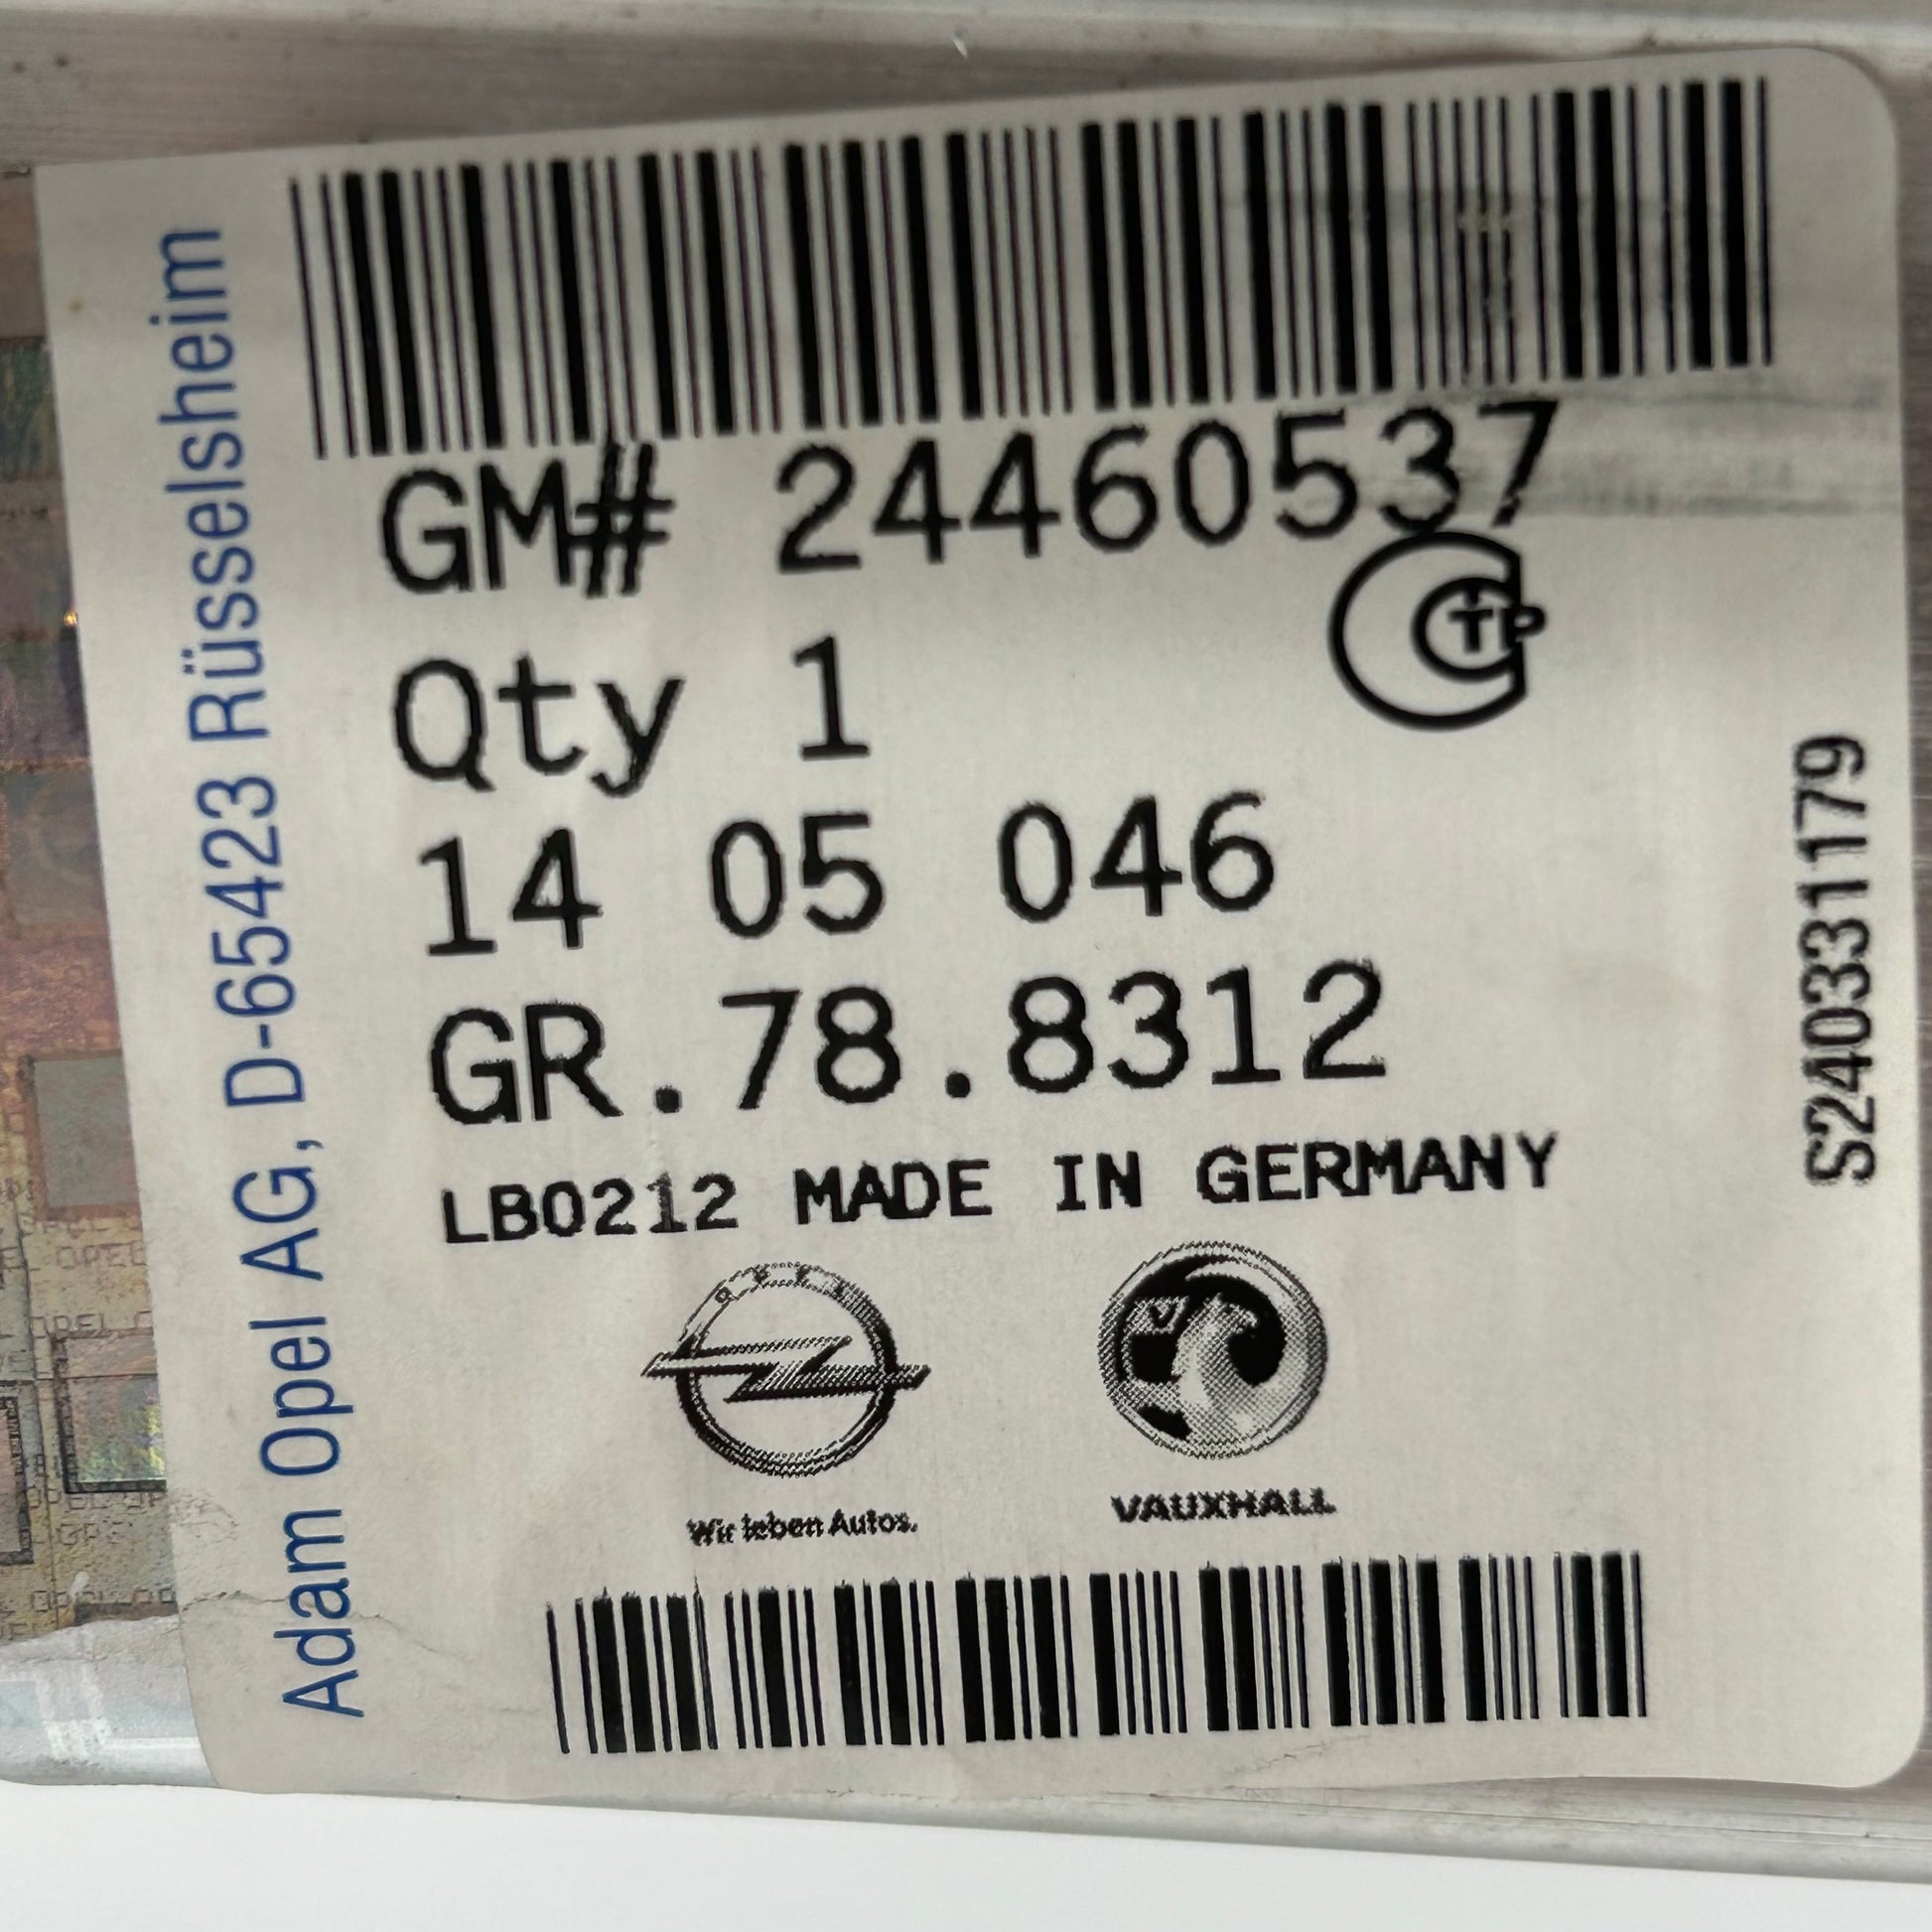 GM# 24460537
Qty 1
14 05 046
GR.78.8312
LB0212 MADE IN GERMANY
Wir leben Autos.
VAUXHALL
Adam Opel AG, D-65423 Rüsselsheim
S240331179